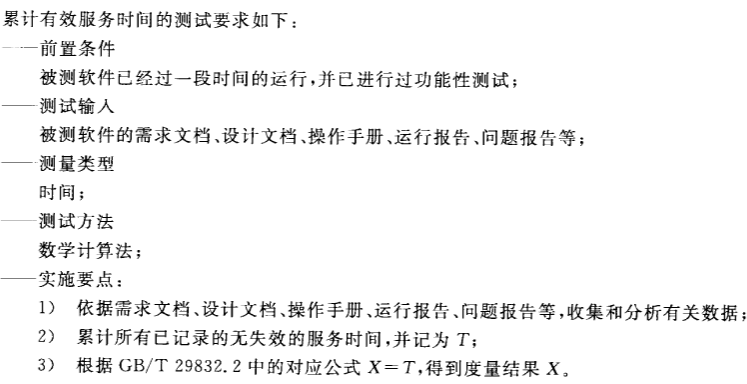 累计有效服务时间的测试要求如下：
——前置条件
被测软件已经过一段时间的运行，并已进行过功能性测试；
——测试输入
被测软件的需求文档、设计文档、操作手册、运行报告、问题报告等；
——测量类型
时间；
——测试方法
数学计算法；
——实施要点：
1） 依据需求文档、设计文档、操作手册、运行报告、问题报告等，收集和分析有关数据；
2） 累计所有已记录的无失效的服务时间，并记为 T；
3） 根据 GB/T 29832.2 中的对应公式 X=T，得到度量结果 X。